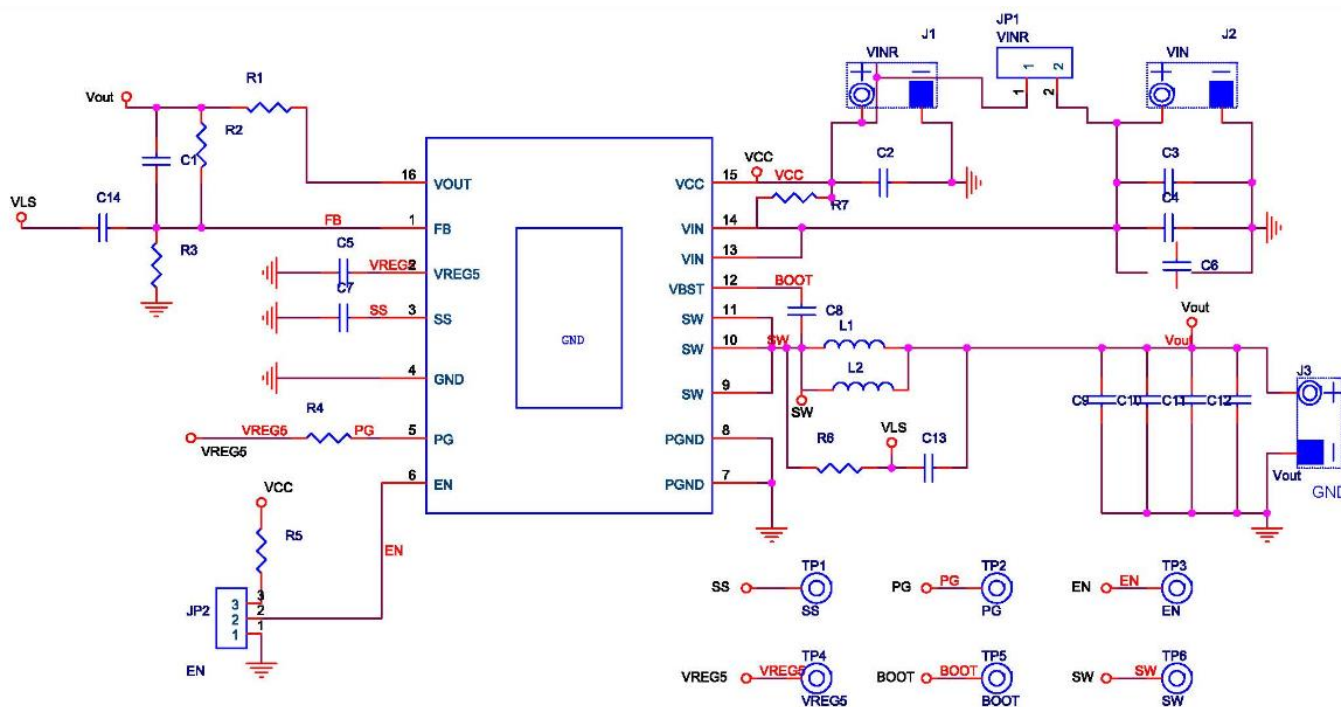 J1
JP1
VINR
J2
VINR
VIN
1
2
1
2
R1
Vout
R2
C1
C14
VLS
R3
FB
16
VOUT
1
FB
C5
VREG5
2
VREG5
C7
SS
3
SS
4
GND
R4
VREG5
PG
VREG5
5
PG
6
EN
GND
VCC
R5
EN
JP2
3
2
1
3
2
1
EN
VCC
15
VCC
VCC
R7
C2
VIN
14
VIN
13
VBST
12
BOOT
SW
11
SW
10
SW
9
PGND
8
PGND
7
C8
SW
L1
L2
SW
R6
VLS
C13
C3
C4
C6
Vout
Vout
C9
C10
C11
C12
J3
Vout
GND
SS
TP1
SS
PG
PG
TP2
PG
EN
EN
TP3
EN
VREG5
VREG5
TP4
VREG5
BOOT
BOOT
TP5
BOOT
SW
SW
TP6
SW